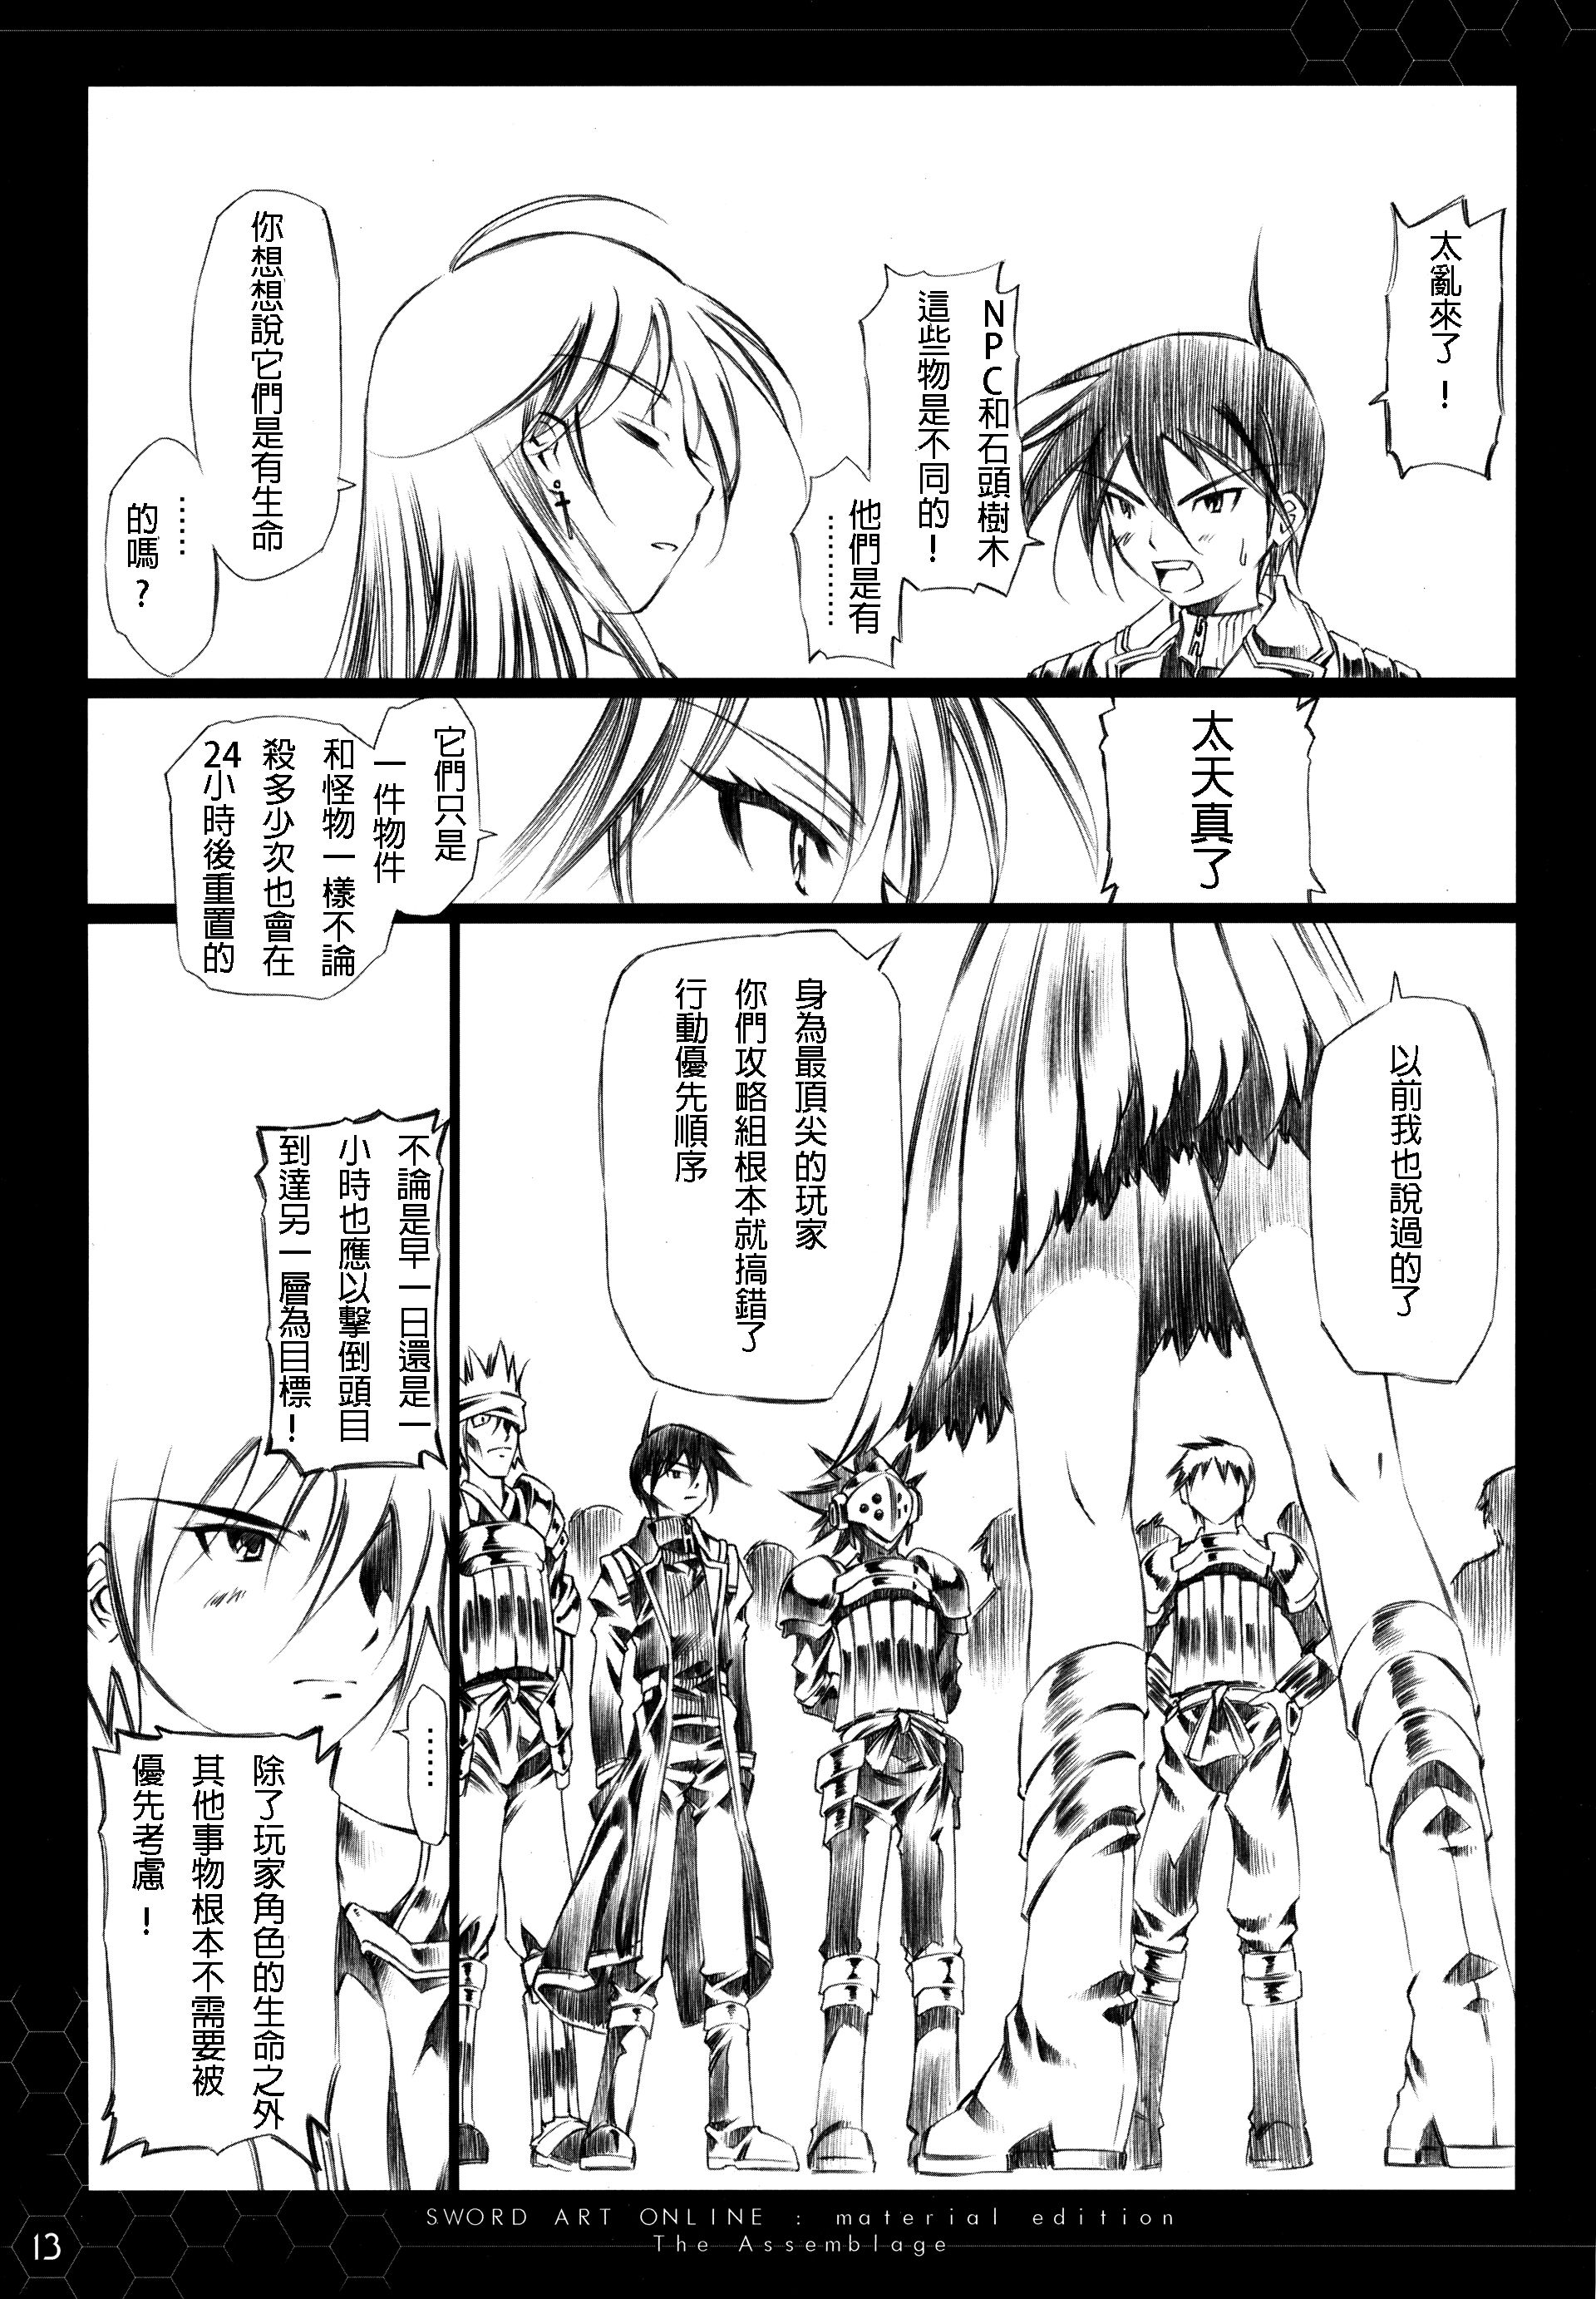 太亂來了！
NPC和石頭樹木
這些物是不同的！
他們是有
………
你想想說它們是有生命
……
的嗎？
太天真了
它們只是
一件物件
和怪物一樣不論
殺多少次也會在
24小時後重置的
以前我也說過的了
身為最頂尖的玩家
你們攻略組根本就搞錯了
行動優先順序
不論是早一日還是一
小時也應以擊倒頭目
到達另一層為目標！
……
除了玩家角色的生命之外
其他事物根本不需要被
優先考慮！
SWORD ART ONLINE : material edition
The Assemblage
13